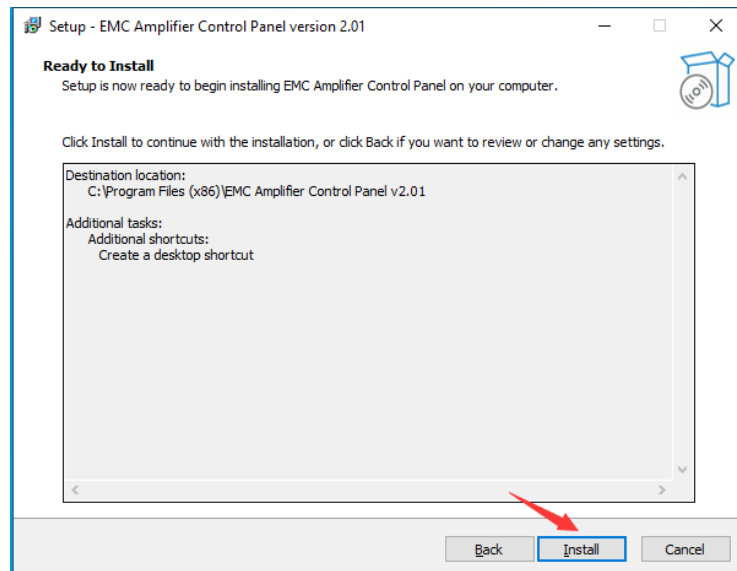 Setup - EMC Amplifier Control Panel version 2.01
Ready to Install
Setup is now ready to begin installing EMC Amplifier Control Panel on your computer.
Click Install to continue with the installation, or click Back if you want to review or change any settings.
Destination location:
C:\Program Files (x86)\EMC Amplifier Control Panel v2.01
Additional tasks:
Additional shortcuts:
Create a desktop shortcut
Back Install Cancel